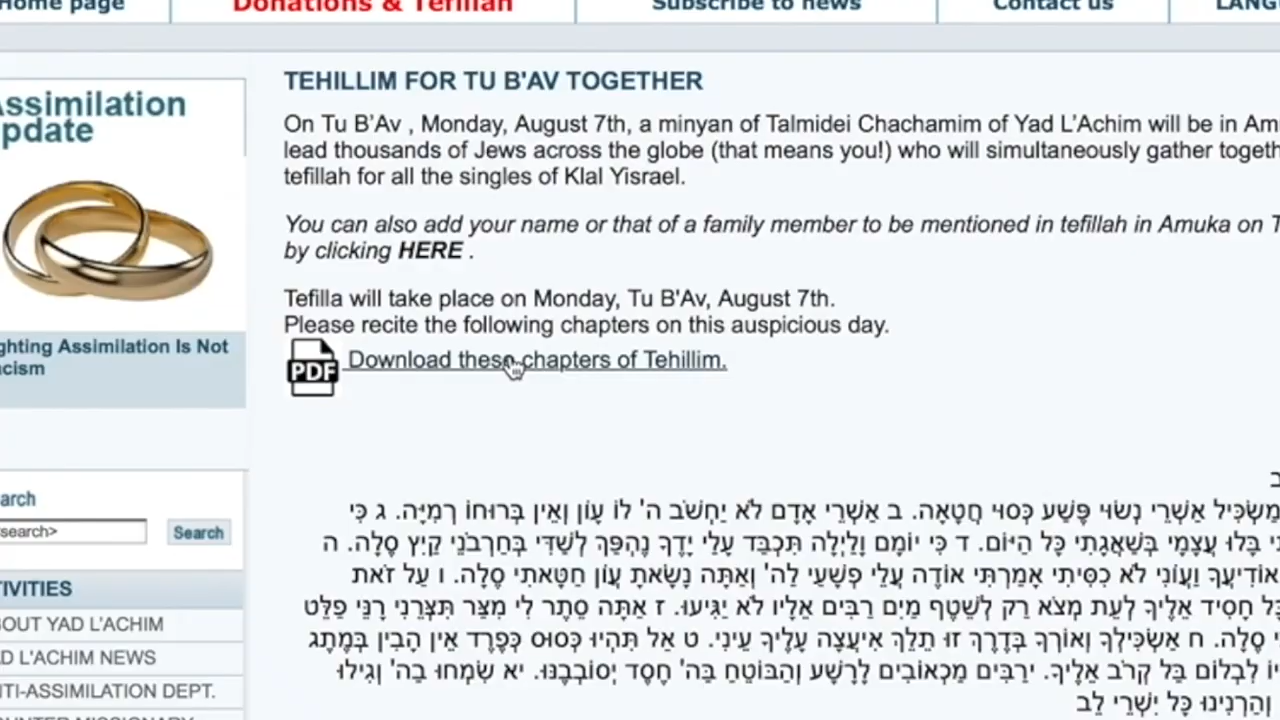 Home page
Donations & Tefillah
Subscribe to news
Contact us
TEHILLIM FOR TU B'AV TOGETHER
On Tu B'Av , Monday, August 7th, a minyan of Talmidei Chachamim of Yad L'Achim will be in
lead thousands of Jews across the globe (that means you!) who will simultaneously gather
tefillah for all the singles of Klal Yisrael.
You can also add your name or that of a family member to be mentioned in tefillah in Amuka on
by clicking HERE .
Tefilla will take place on Monday, Tu B'Av, August 7th.
Please recite the following chapters on this auspicious day.
PDF Download these chapters of Tehillim.
Assimilation
pdate
ghting Assimilation Is Not
acism
arch
search>
Search
TIVITIES
BOUT YAD L'ACHIM
D L'ACHIM NEWS
NTI-ASSIMILATION DEPT.
מַשְׂכִּיל אַשְׁרֵי נְשׂוּי פֶּשַׁע כְּסוּי חֲטָאָה. ב אַשְׁרֵי אָדָם לֹא יַחְשֹׁב ה' לוֹ עָוֹן וְאֵין בְּרוּחוֹ רְמִיָּה. ג כִּי
בָּלוּ עֲצָמָי בְּשַׁאֲגָתִי כָּל הַיּוֹם. ד כִּי יוֹמָם וָלַיְלָה תִּכְבַּד עָלַי יָדֶךָ נֶהְפַּךְ לְשַׁדִּי בְּחַרְבֹנֵי קַיִץ סֶלָה. ה
אוֹדִיעֲךָ וַעֲוֹנִי לֹא כִסִּיתִי אָמַרְתִּי אוֹדֶה עֲלֵי פְשָׁעַי לַה' וְאַתָּה נָשָׂאתָ עֲוֹן חַטָּאתִי סֶלָה. ו עַל זֹאת
כָּל חָסִיד אֵלֶיךָ לְעֵת מְצֹא רַק לְשֵׁטֶף מַיִם רַבִּים אֵלָיו לֹא יַגִּיעוּ. ז אַתָּה סֵתֶר לִי מִצַּר תִּצְּרֵנִי רָנֵּי פַלֵּט
סֶלָה. ח אַשְׂכִּילְךָ וְאוֹרְךָ בְּדֶרֶךְ זוּ תֵלֵךְ אִיעֲצָה עָלֶיךָ עֵינִי. ט אַל תִּהְיוּ כְּסוּס כְּפֶרֶד אֵין הָבִין בְּמֶתֶג
לִבְלוֹם בַּל קְרֹב אֵלֶיךָ. י רַבִּים מַכְאוֹבִים לָרָשָׁע וְהַבּוֹטֵחַ בַּה' חֶסֶד יְסוֹבְבֶנּוּ. יא שִׂמְחוּ בַה' וְגִילוּ
וְהַרְנִינוּ כָּל יִשְׁרֵי לֵב